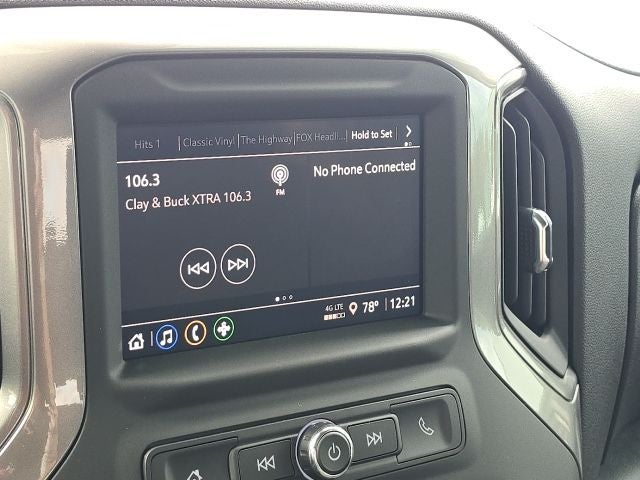 Hits 1 Classic Vinyl The Highway FOX Headli... Hold to Set
106.3
FM
No Phone Connected
Clay & Buck XTRA 106.3
4G LTE
78° 12:21